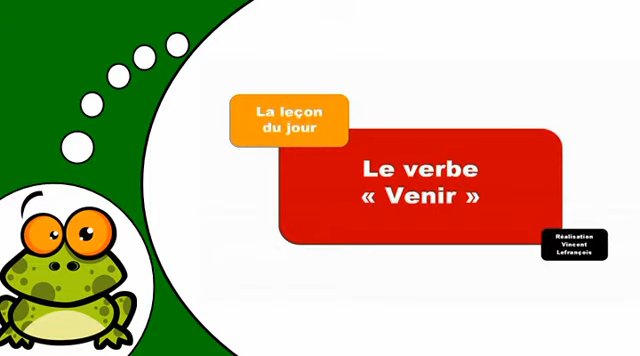 La leçon
du jour
Le verbe
« Venir »
Réalisation
Vincent
Lefrançois